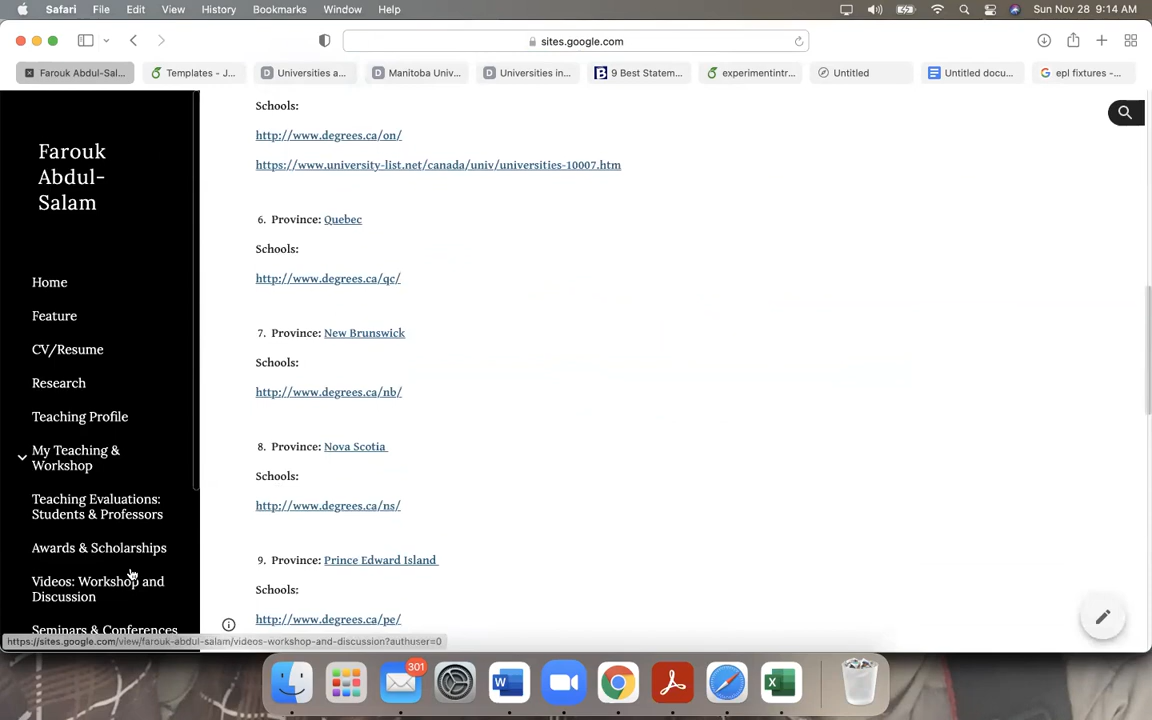 Safari File Edit View History Bookmarks Window Help Sun Nov 28 9:14 AM
sites.google.com
Farouk Abdul-Sal... Templates - J... Universities a... Manitoba Univ... Universities in... 9 Best Statem... experimentintr... Untitled Untitled docu... epl fixtures -...
Farouk
Abdul-
Salam
Home
Feature
CV/Resume
Research
Teaching Profile
My Teaching &
Workshop
Teaching Evaluations:
Students & Professors
Awards & Scholarships
Videos: Workshop and
Discussion
Seminars & Conferences
Schools:
http://www.degrees.ca/on/
https://www.university-list.net/canada/univ/universities-10007.htm
6. Province: Quebec
Schools:
http://www.degrees.ca/qc/
7. Province: New Brunswick
Schools:
http://www.degrees.ca/nb/
8. Province: Nova Scotia
Schools:
http://www.degrees.ca/ns/
9. Province: Prince Edward Island
Schools:
http://www.degrees.ca/pe/
https://sites.google.com/view/farouk-abdul-salam/videos-workshop-and-discussion?authuser=0
301